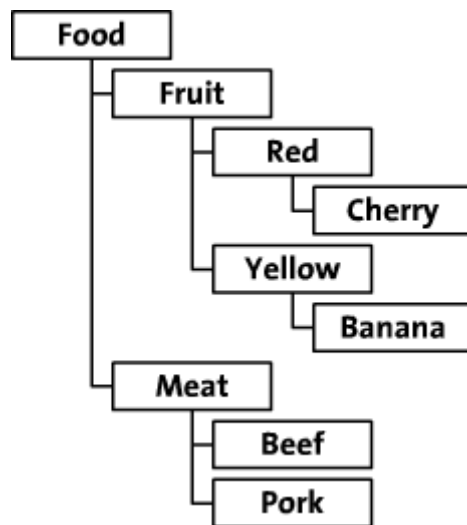 Food
Fruit
Red
Cherry
Yellow
Banana
Meat
Beef
Pork